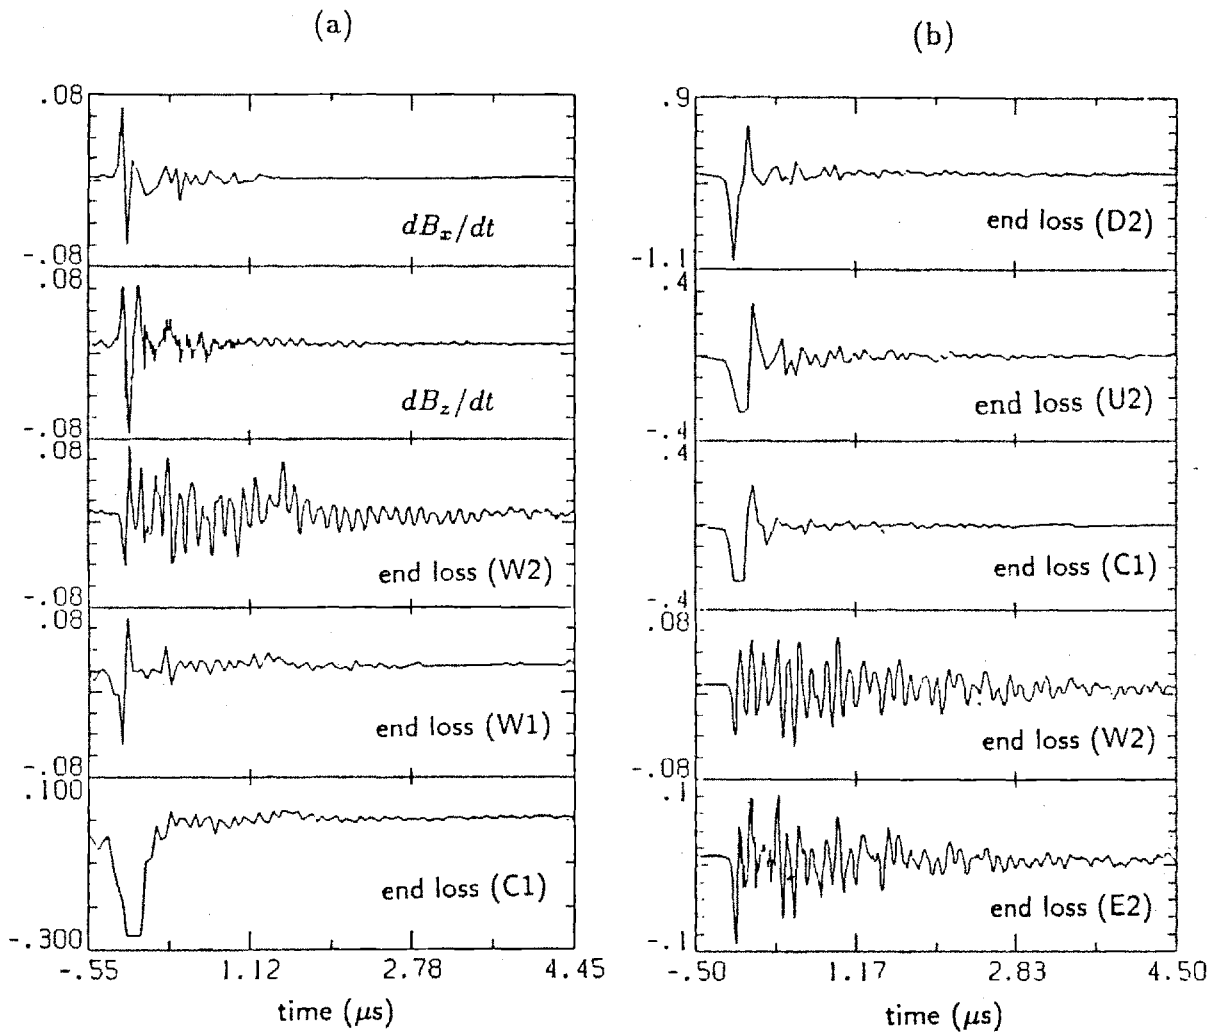 (a)
.08
dBx/dt
-.08
.08
dBz/dt
-.08
.08
end loss (W2)
-.08
.08
end loss (W1)
-.08
.100
end loss (C1)
-.300
-.55 1.12 2.78 4.45
time (μs)
(b)
.9
end loss (D2)
-1.1
.4
end loss (U2)
-.4
.4
end loss (C1)
-.4
.08
end loss (W2)
-.08
.1
end loss (E2)
-.1
-.50 1.17 2.83 4.50
time (μs)